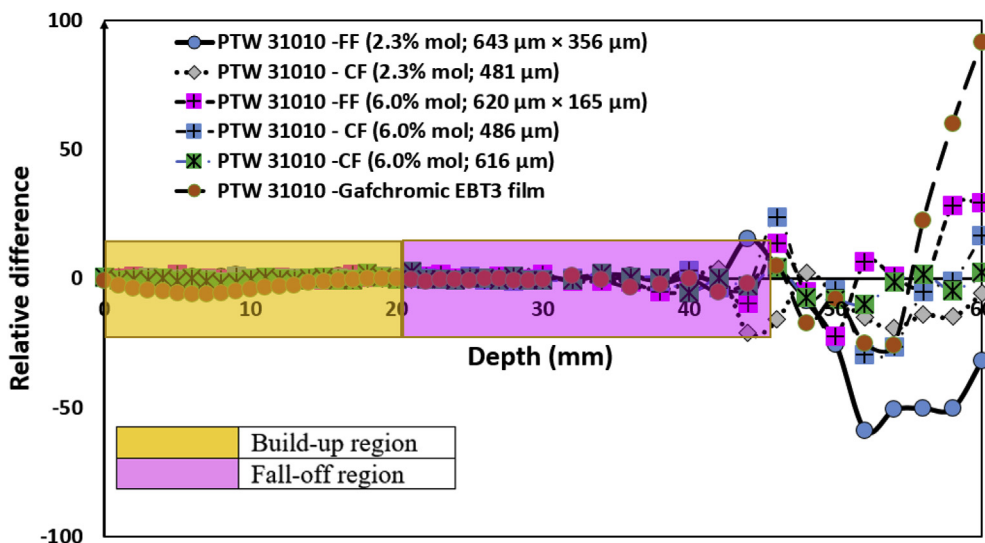 100
PTW 31010 -FF (2.3% mol; 643 µm × 356 µm)
PTW 31010 - CF (2.3% mol; 481 µm)
PTW 31010 -FF (6.0% mol; 620 µm × 165 µm)
50
PTW 31010 - CF (6.0% mol; 486 µm)
PTW 31010 -CF (6.0% mol; 616 µm)
PTW 31010 -Gafchromic EBT3 film
Relative difference
0
0 10 20 30 40 50 60
Depth (mm)
-50
Build-up region
Fall-off region
-100